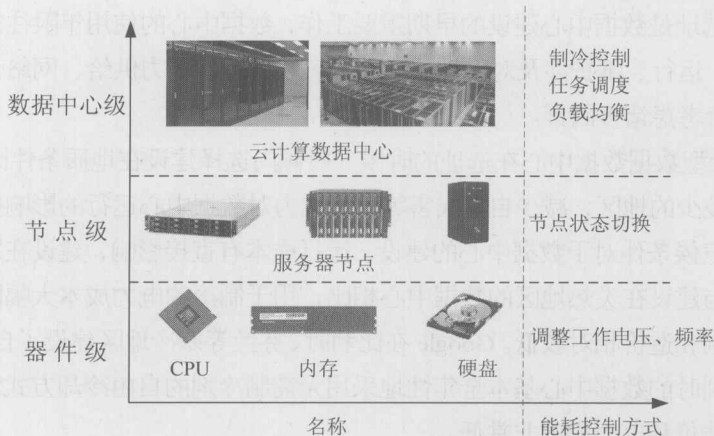 数据中心级
云计算数据中心
制冷控制
任务调度
负载均衡
节点级
服务器节点
节点状态切换
器件级
CPU
内存
硬盘
调整工作电压、频率
名称
能耗控制方式